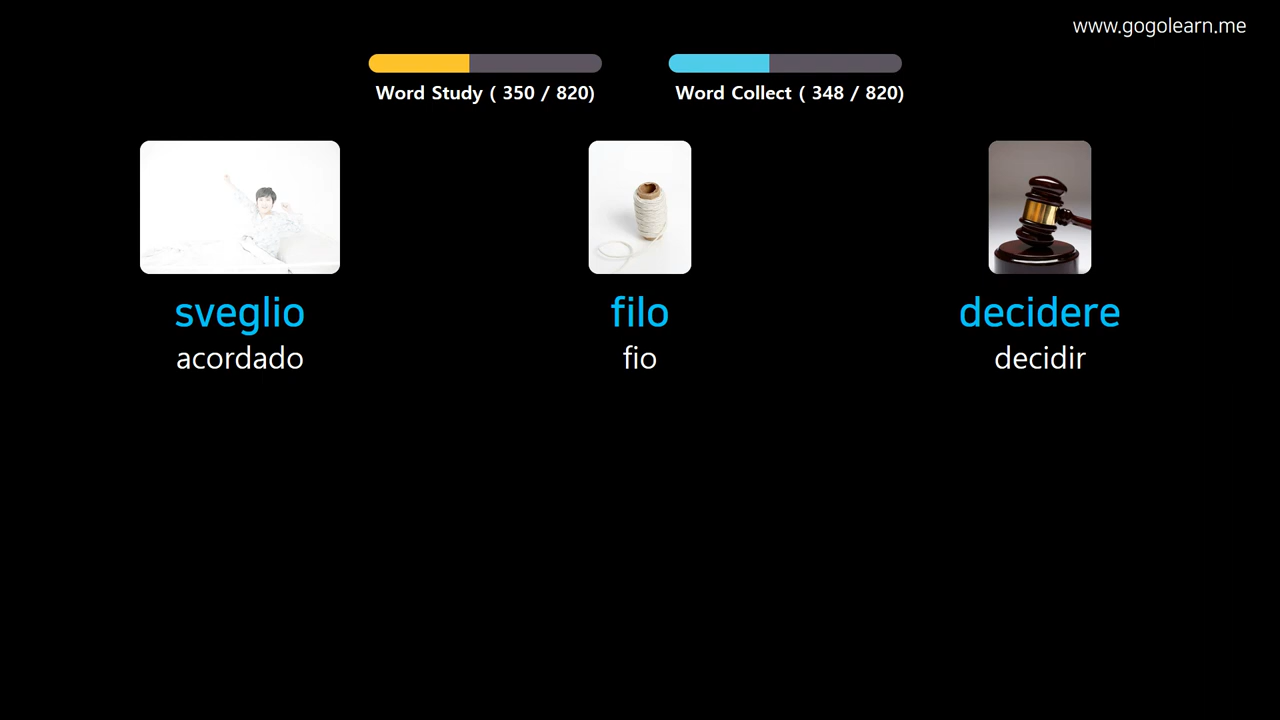 www.gogolearn.me
Word Study ( 350 / 820)
Word Collect ( 348 / 820)
sveglio
filo
decidere
acordado
fio
decidir